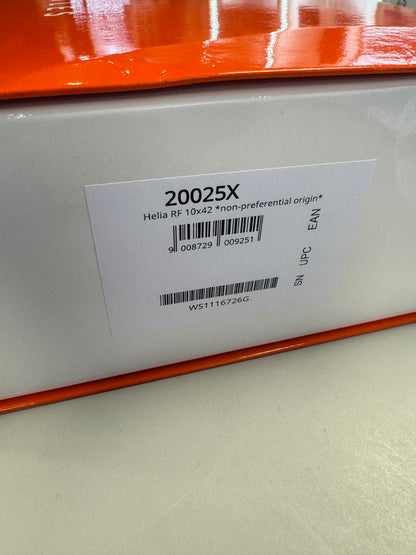 20025X
Helia RF 10x42 *non-preferential origin*
9 008729 009251
WS1116726G
SN UPC EAN